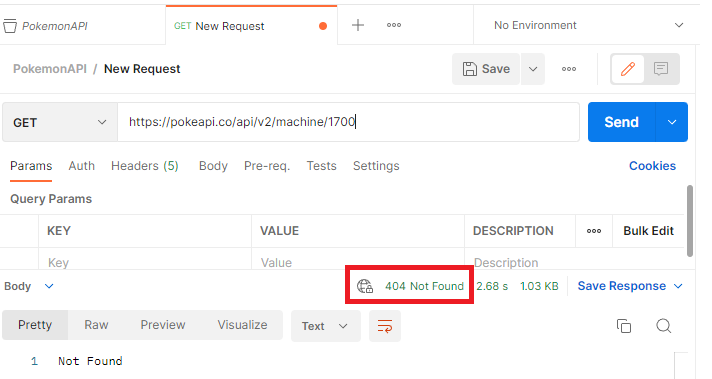 PokemonAPI GET New Request No Environment
PokemonAPI / New Request Save
GET https://pokeapi.co/api/v2/machine/1700 Send
Params Auth Headers (5) Body Pre-req. Tests Settings Cookies
Query Params
KEY VALUE DESCRIPTION Bulk Edit
Key Value Description
Body 404 Not Found 2.68 s 1.03 KB Save Response
Pretty Raw Preview Visualize Text
1 Not Found